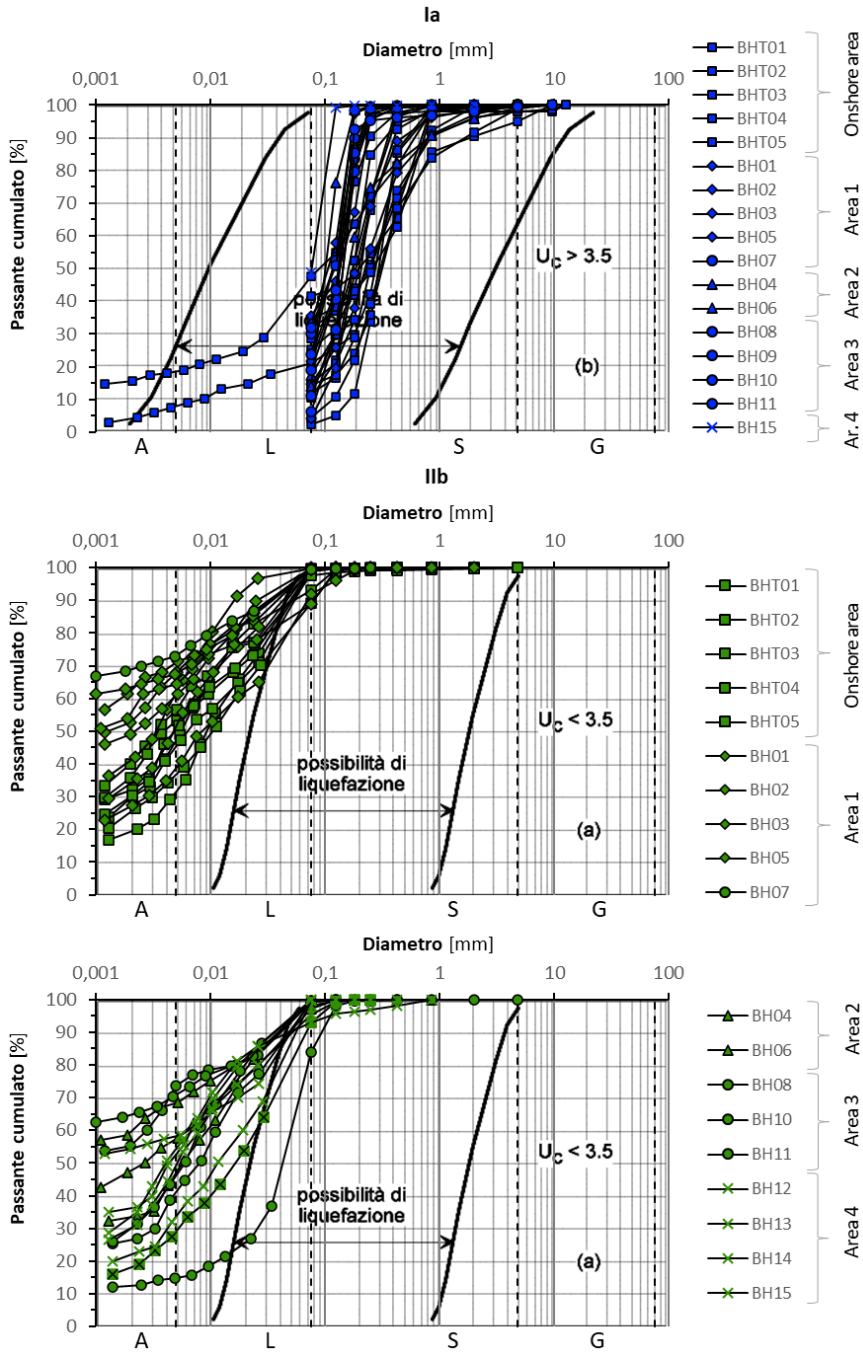 Ia
Diametro [mm]
0,001 0,01 0,1 1 10 100
Passante cumulato [%]
100
90
80
70
60
50
40
30
20
10
0
U_C > 3.5
possibilità di
liquefazione
(b)
A L S G
BHT01
BHT02
BHT03
BHT04
BHT05
BH01
BH02
BH03
BH05
BH07
BH04
BH06
BH08
BH09
BH10
BH11
BH15
Onshore area
Area 1
Area 2
Area 3
Ar. 4
IIb
Diametro [mm]
0,001 0,01 0,1 1 10 100
Passante cumulato [%]
100
90
80
70
60
50
40
30
20
10
0
U_C < 3.5
possibilità di
liquefazione
(a)
A L S G
BHT01
BHT02
BHT03
BHT04
BHT05
BH01
BH02
BH03
BH05
BH07
Onshore area
Area 1
Diametro [mm]
0,001 0,01 0,1 1 10 100
Passante cumulato [%]
100
90
80
70
60
50
40
30
20
10
0
U_C < 3.5
possibilità di
liquefazione
(a)
A L S G
BH04
BH06
BH08
BH10
BH11
BH12
BH13
BH14
BH15
Area 2
Area 3
Area 4